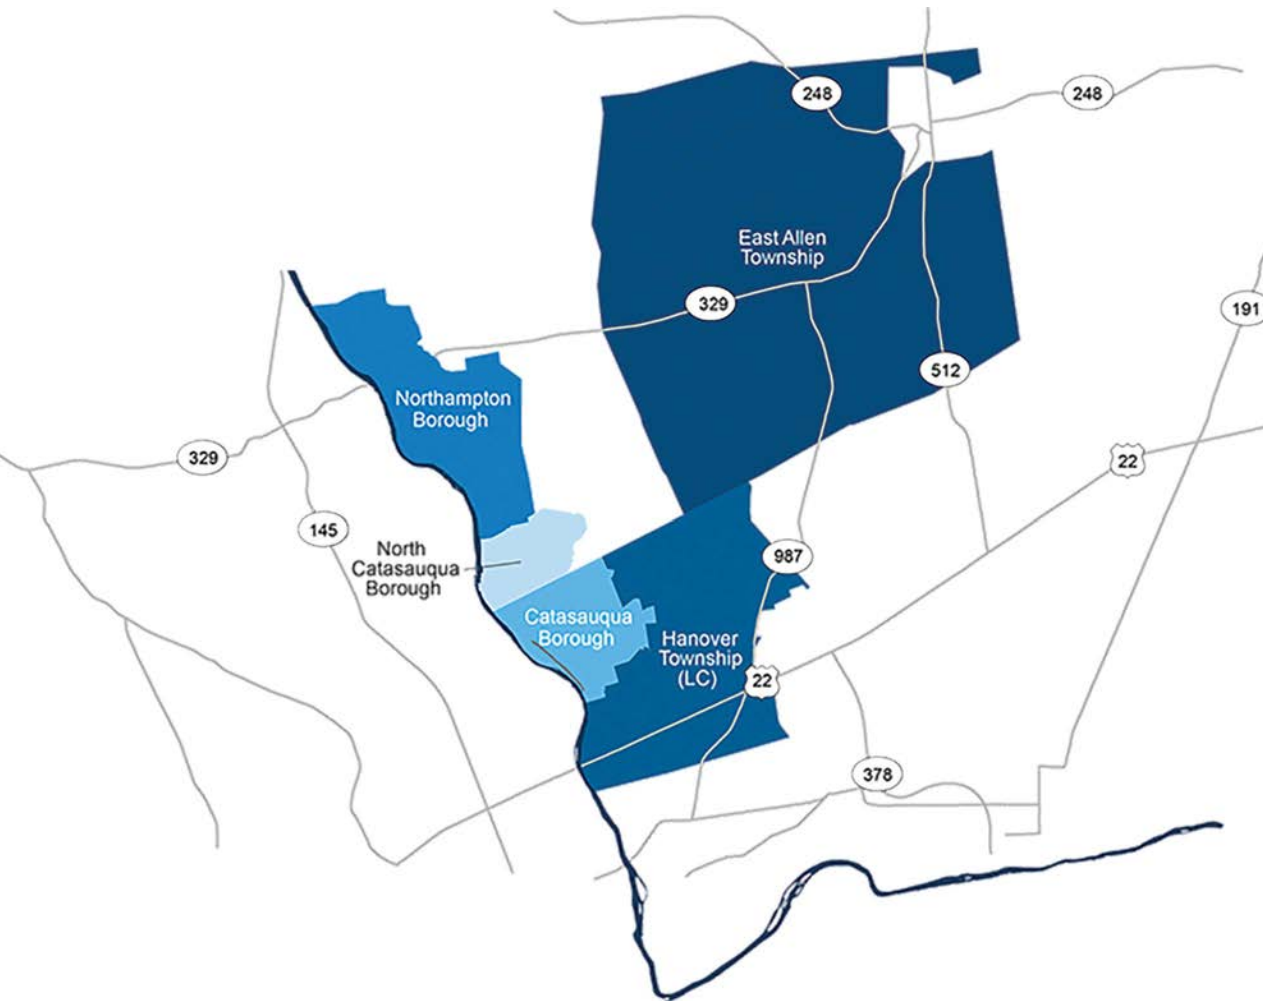 248
248
East Allen
Township
329
191
512
Northampton
Borough
329
22
145
North
Catasauqua
Borough
987
Catasauqua
Borough
Hanover
Township
(LC)
22
378